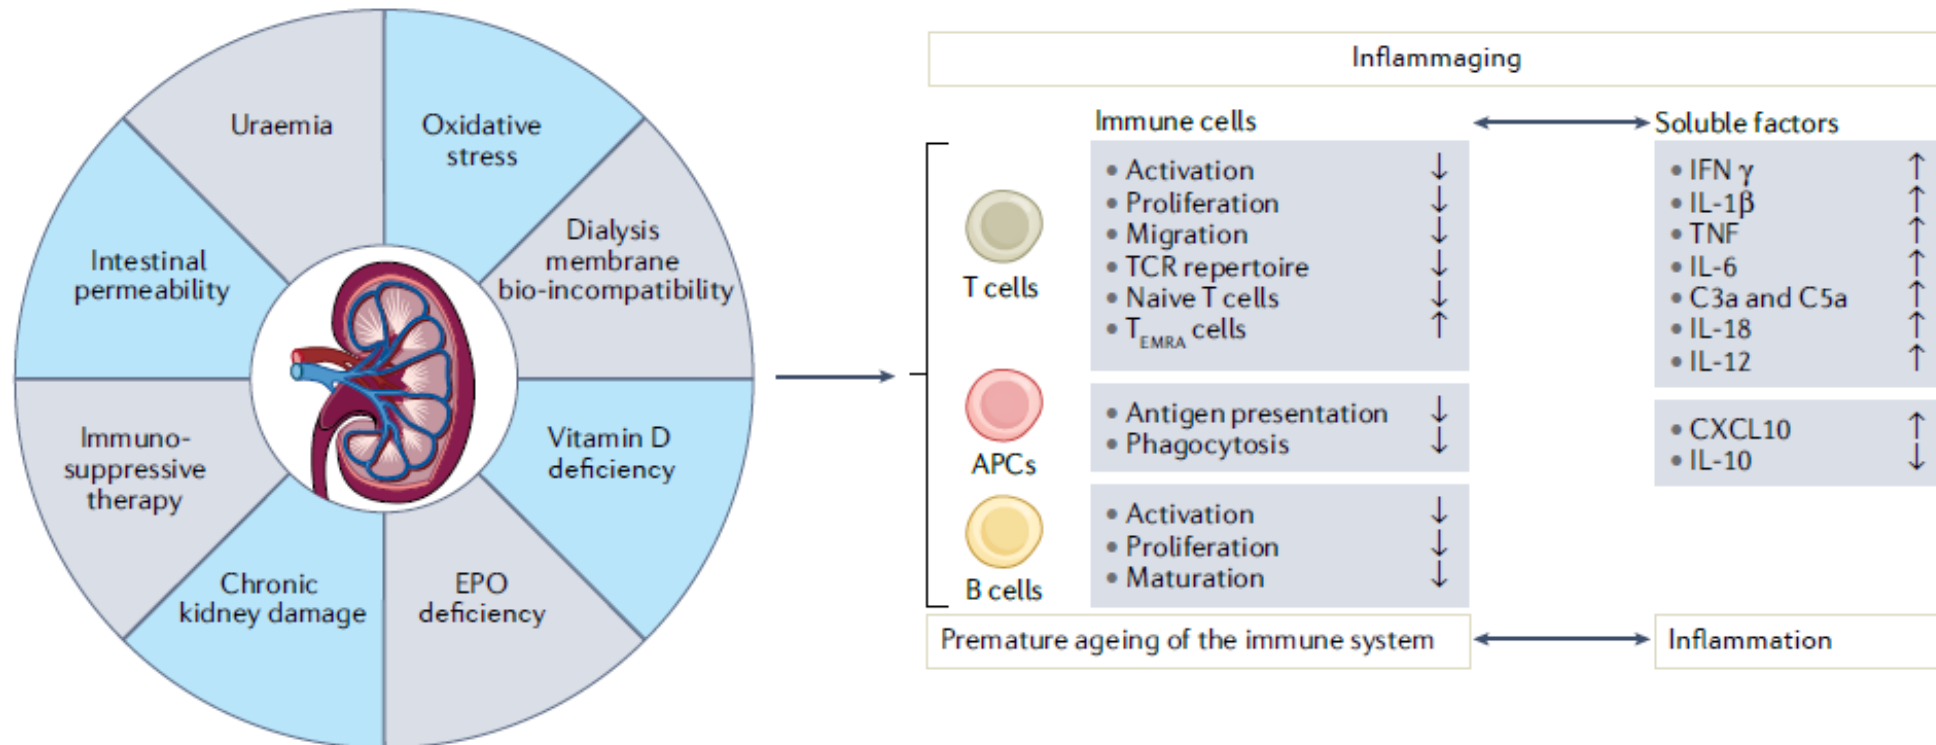 Uraemia
Oxidative
stress
Dialysis
membrane
bio-incompatibility
Vitamin D
deficiency
EPO
deficiency
Chronic
kidney damage
Immuno-
suppressive
therapy
Intestinal
permeability
Inflammaging
Immune cells
Soluble factors
T cells
• Activation ↓
• Proliferation ↓
• Migration ↓
• TCR repertoire ↓
• Naive T cells ↓
• TEMRA cells ↑
APCs
• Antigen presentation ↓
• Phagocytosis ↓
B cells
• Activation ↓
• Proliferation ↓
• Maturation ↓
• IFN γ ↑
• IL-1β ↑
• TNF ↑
• IL-6 ↑
• C3a and C5a ↑
• IL-18 ↑
• IL-12 ↑
• CXCL10 ↑
• IL-10 ↓
Premature ageing of the immune system
Inflammation